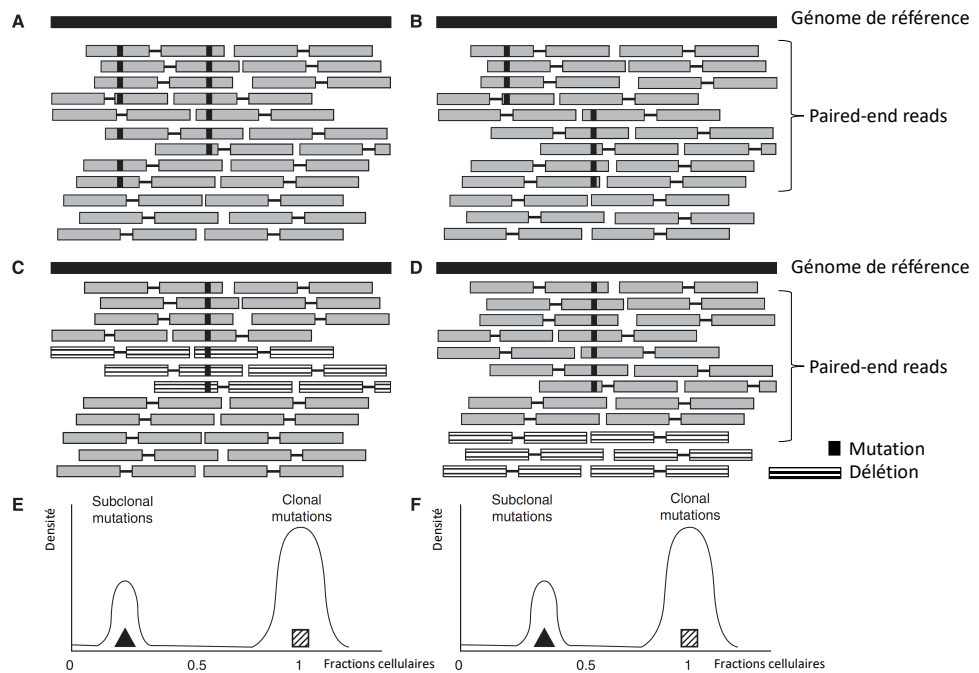 A
B
Génome de référence
Paired-end reads
C
D
Génome de référence
Paired-end reads
Mutation
Délétion
E
Subclonal
mutations
Clonal
mutations
Densité
0
0.5
1
Fractions cellulaires
F
Subclonal
mutations
Clonal
mutations
Densité
0
0.5
1
Fractions cellulaires